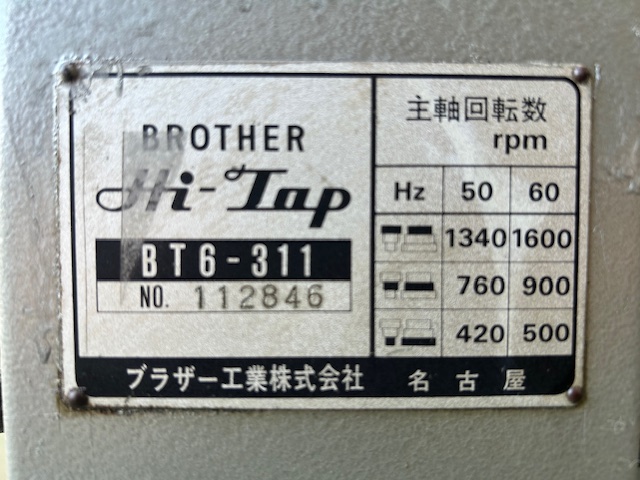 BROTHER
Hi-Tap
BT6-311
NO. 112846
主軸回転数
rpm
Hz 50 60
1340 1600
760 900
420 500
ブラザー工業株式会社 名古屋